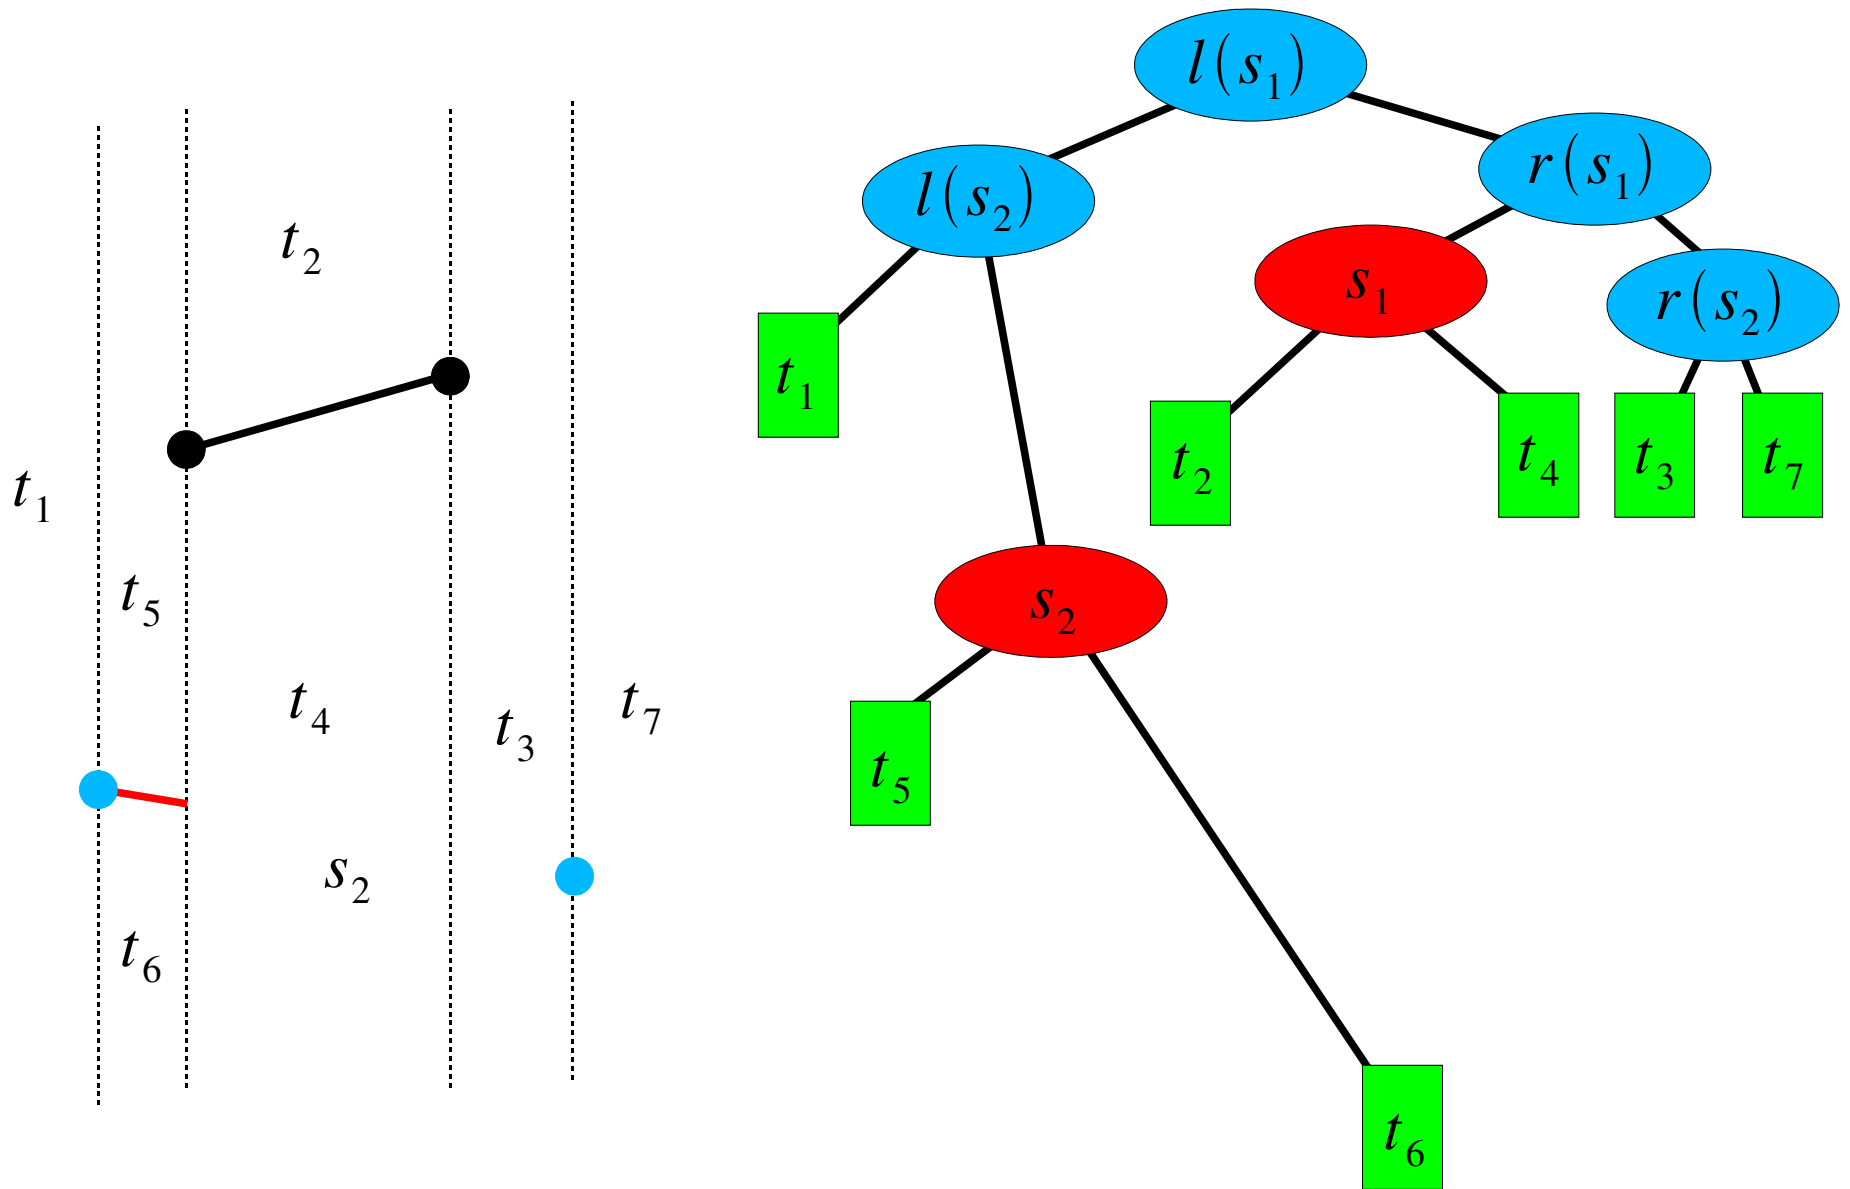 t₂
t₁
t₅
t₄
t₃
t₇
s₂
t₆
l(s₁)
l(s₂)
r(s₁)
s₁
r(s₂)
t₁
t₂
t₄
t₃
t₇
s₂
t₅
t₆